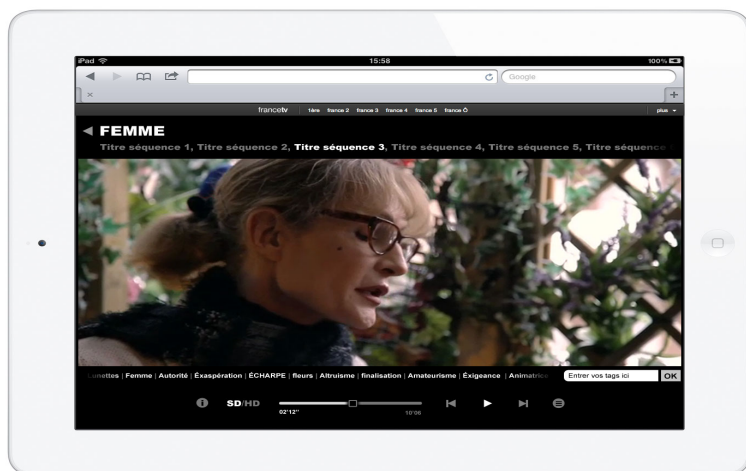 iPad 15:58 100%
Google
francetv 1ère france 2 france 3 france 4 france 5 france Ô plus
FEMME
Titre séquence 1, Titre séquence 2, Titre séquence 3, Titre séquence 4, Titre séquence 5, Titre séquence
Lunettes | Femme | Autorité | Éxaspération | ÉCHARPE | fleurs | Altruisme | finalisation | Amateurisme | Éxigeance | Animatrice Entrer vos tags ici OK
SD/HD
02'12" 10'06